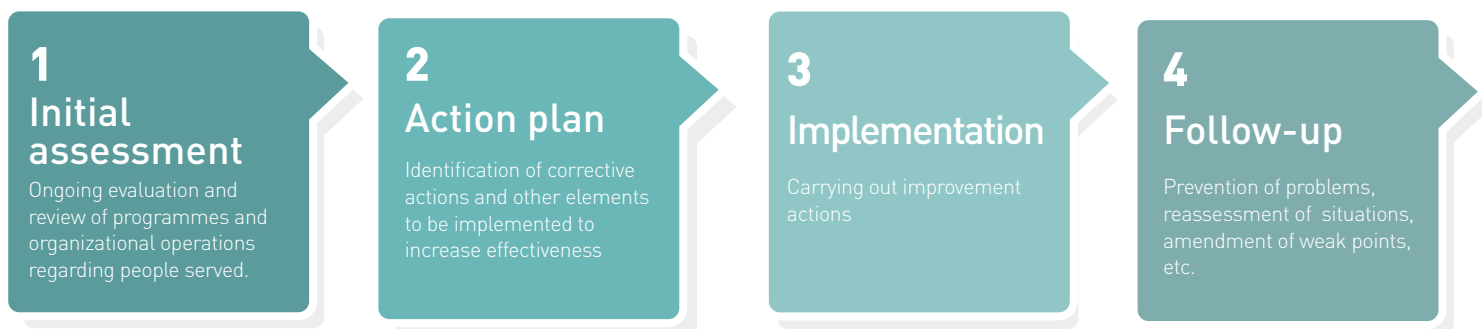 1
Initial
assessment
Ongoing evaluation and
review of programmes and
organizational operations
regarding people served.
2
Action plan
Identification of corrective
actions and other elements
to be implemented to
increase effectiveness
3
Implementation
Carrying out improvement
actions
4
Follow-up
Prevention of problems,
reassessment of situations,
amendment of weak points,
etc.